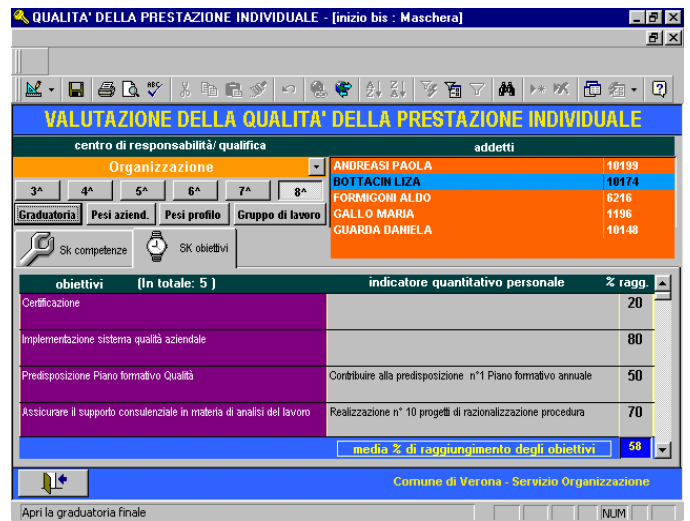 QUALITA' DELLA PRESTAZIONE INDIVIDUALE - [inizio bis : Maschera]
VALUTAZIONE DELLA QUALITA' DELLA PRESTAZIONE INDIVIDUALE
centro di responsabilità/ qualifica
addetti
Organizzazione
ANDREASI PAOLA 10199
BOTTACIN LIZA 10174
FORMIGONI ALDO 6216
GALLO MARIA 1196
GUARDA DANIELA 10148
3^ 4^ 5^ 6^ 7^ 8^
Graduatoria Pesi aziend. Pesi profilo Gruppo di lavoro
Sk competenze SK obiettivi
obiettivi (In totale: 5 ) indicatore quantitativo personale % ragg.
Certificazione 20
Implementazione sistema qualità aziendale 80
Predisposizione Piano formativo Qualità Contribuire alla predisposizione n°1 Piano formativo annuale 50
Assicurare il supporto consulenziale in materia di analisi del lavoro Realizzazione n° 10 progetti di razionalizzazione procedura 70
media % di raggiungimento degli obiettivi 58
Comune di Verona - Servizio Organizzazione
Apri la graduatoria finale NUM